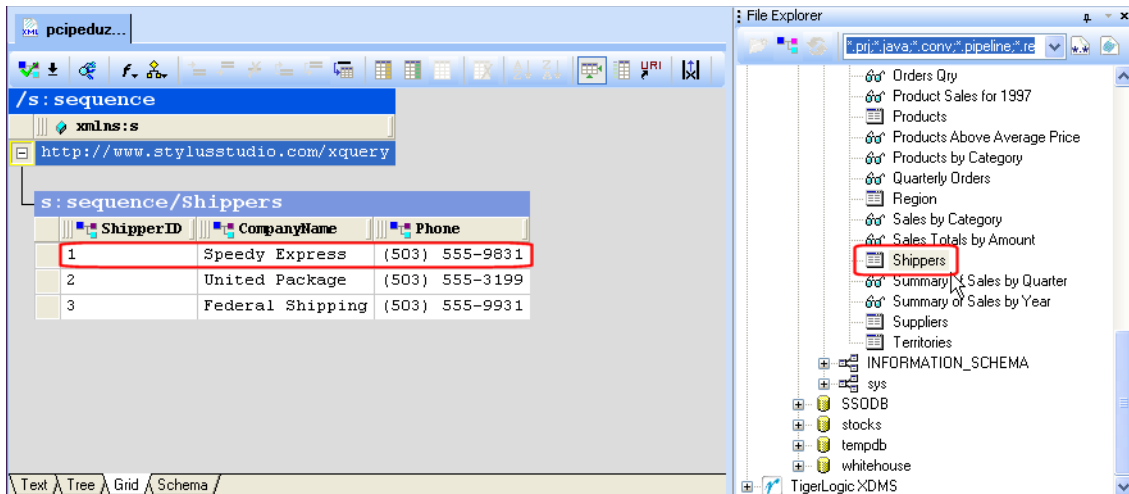 XML pcipeduz...
URI
/s:sequence
xmlns:s
http://www.stylusstudio.com/xquery
s:sequence/Shippers
ShipperID CompanyName Phone
1 Speedy Express (503) 555-9831
2 United Package (503) 555-3199
3 Federal Shipping (503) 555-9931
Text Tree Grid Schema
File Explorer
*.prj;*.java;*.conv;*.pipeline;*.re
Orders Qry
Product Sales for 1997
Products
Products Above Average Price
Products by Category
Quarterly Orders
Region
Sales by Category
Sales Totals by Amount
Shippers
Summary of Sales by Quarter
Summary of Sales by Year
Suppliers
Territories
INFORMATION_SCHEMA
sys
SSODB
stocks
tempdb
whitehouse
TigerLogic XDMS